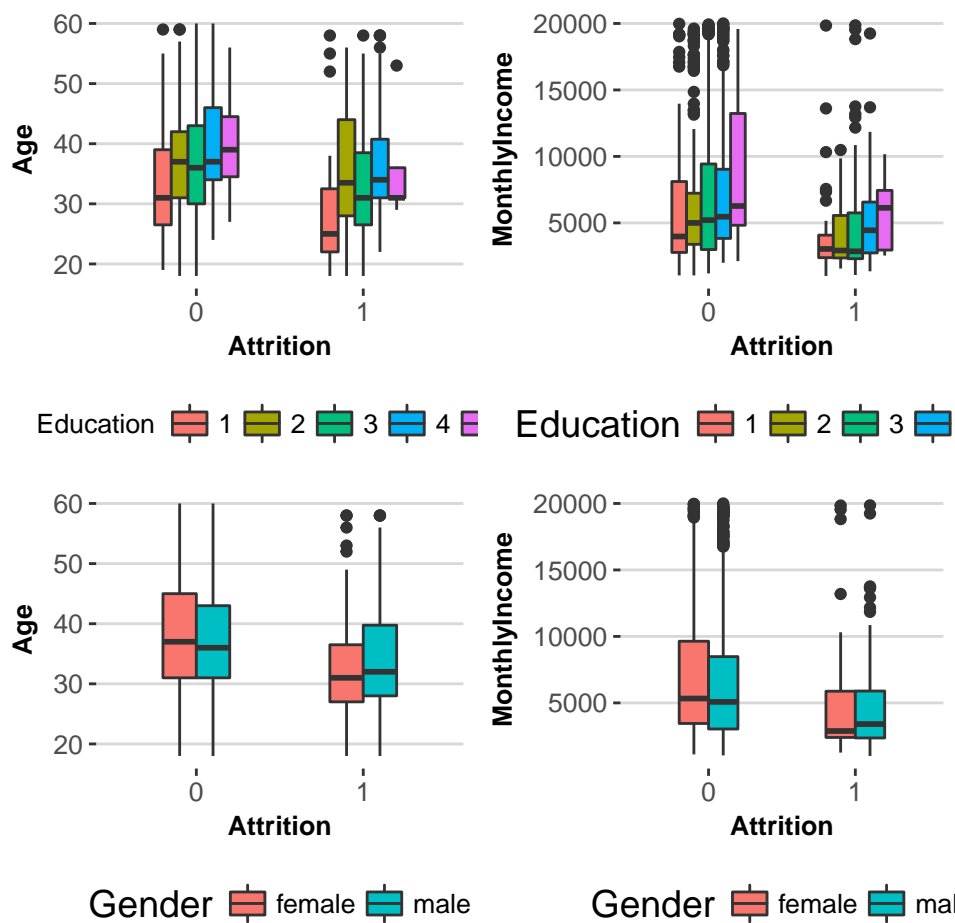 60
50
40
30
20
Age
0 1
Attrition
Education 1 2 3 4
20000
15000
10000
5000
MonthlyIncome
0 1
Attrition
Education 1 2 3
60
50
40
30
20
Age
0 1
Attrition
Gender female male
20000
15000
10000
5000
MonthlyIncome
0 1
Attrition
Gender female mal